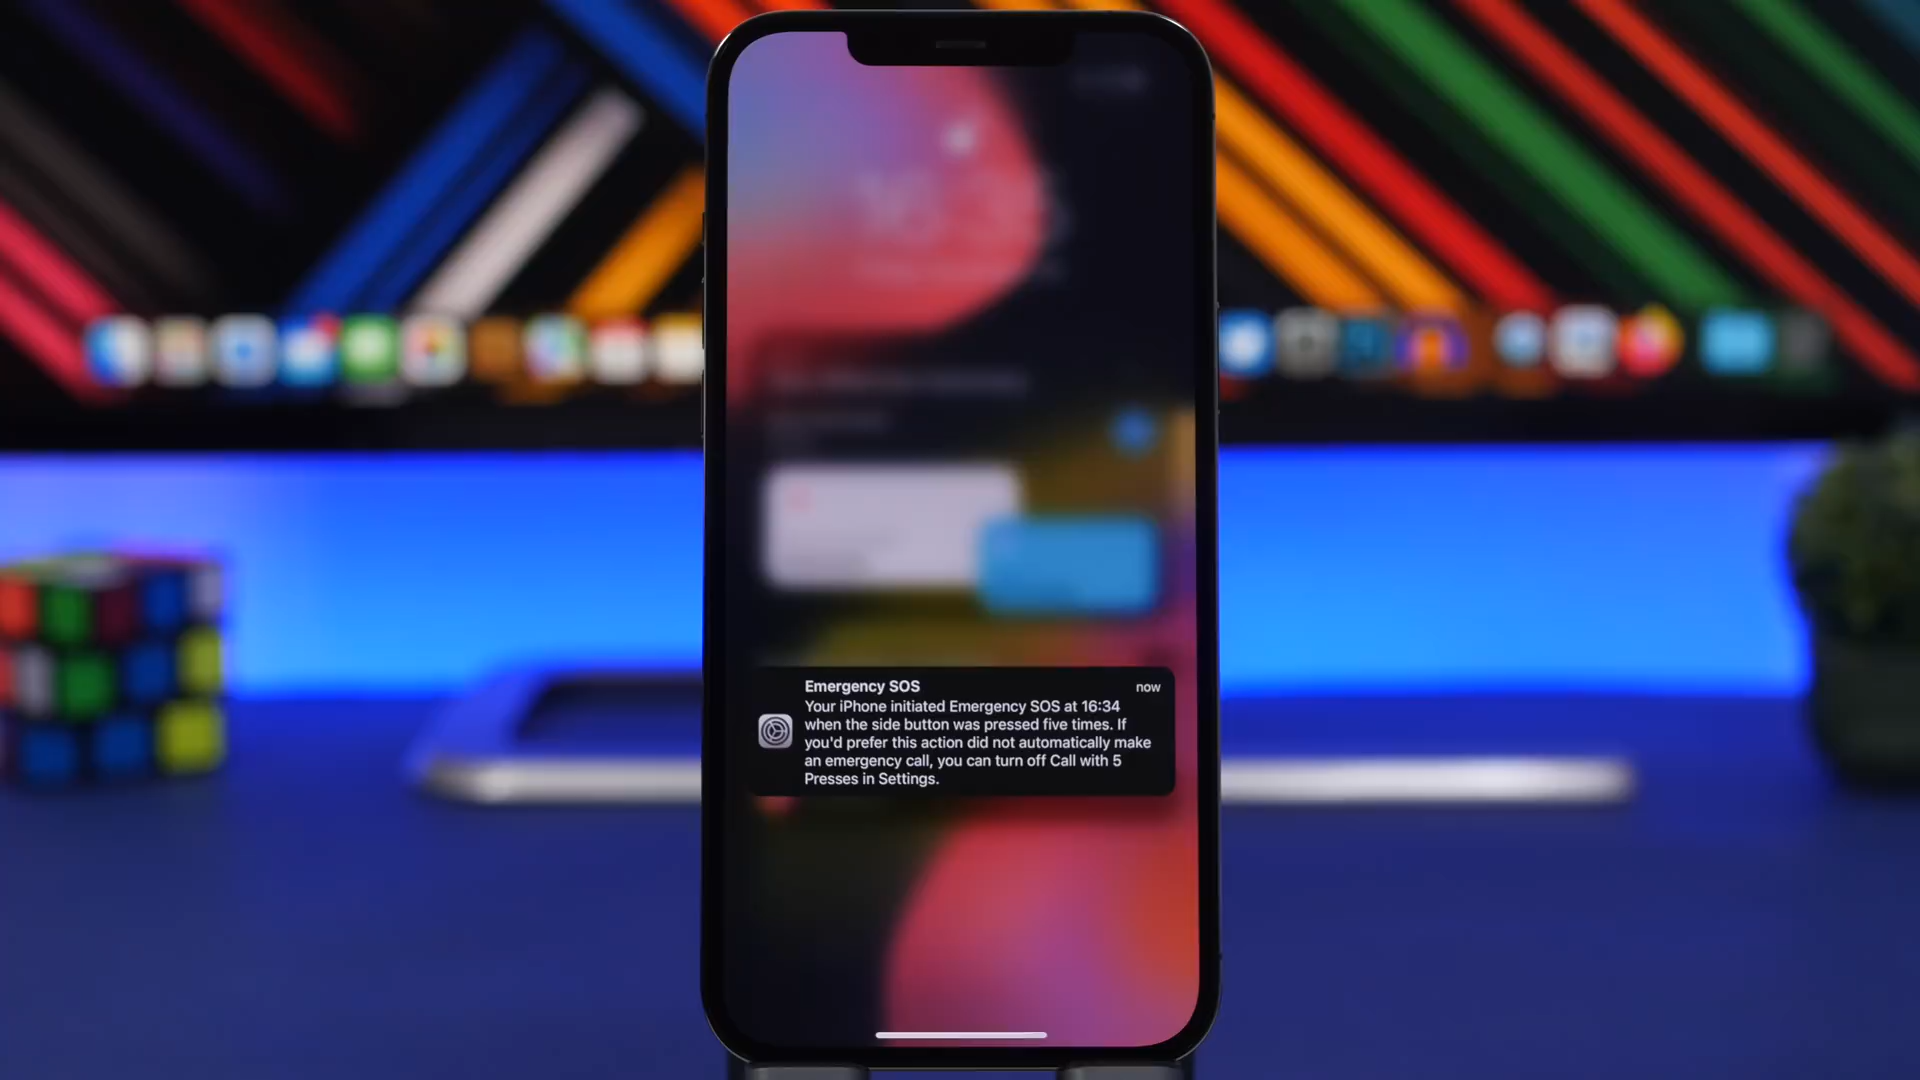 Emergency SOS
now
Your iPhone initiated Emergency SOS at 16:34
when the side button was pressed five times. If
you'd prefer this action did not automatically make
an emergency call, you can turn off Call with 5
Presses in Settings.